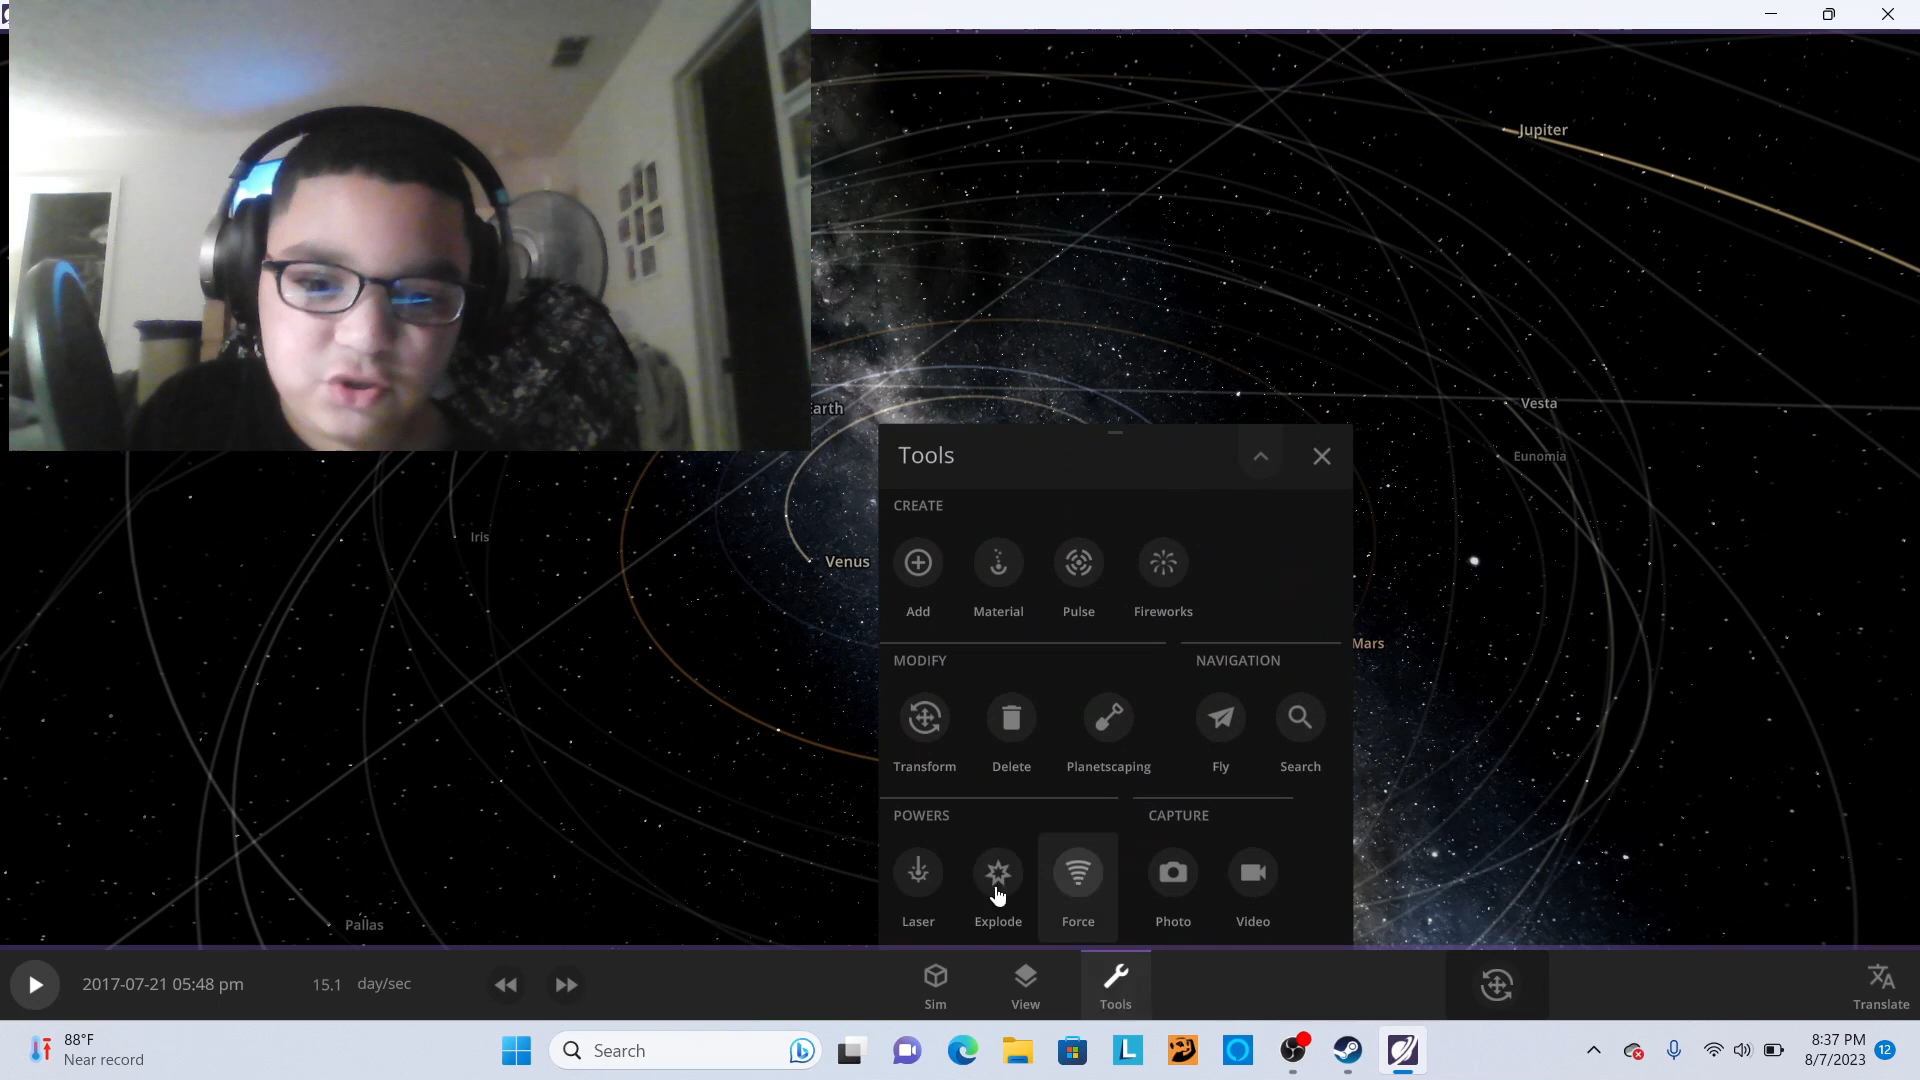 Jupiter
Vesta
Earth
Eunomia
Iris
Venus
Mars
Pallas
Tools
CREATE
Add Material Pulse Fireworks
MODIFY NAVIGATION
Transform Delete Planetscaping Fly Search
POWERS CAPTURE
Laser Explode Force Photo Video
2017-07-21 05:48 pm 15.1 day/sec
Sim View Tools Translate
88°F
Near record
Search
8:37 PM
8/7/2023
12